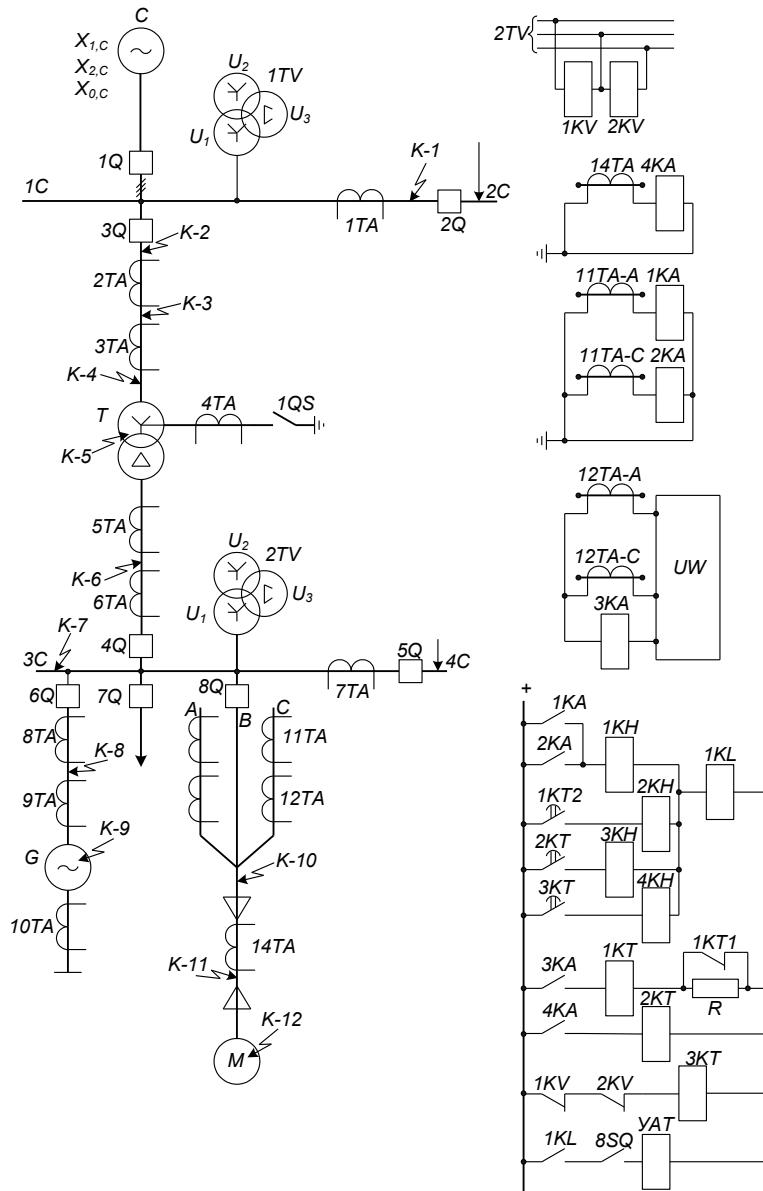 C
X1,C
X2,C
X0,C
U2
1TV
U3
U1
1Q
K-1
1C
2C
1TA
2Q
3Q
K-2
2TA
K-3
3TA
K-4
T
4TA
1QS
K-5
5TA
K-6
6TA
U2
2TV
U3
U1
K-7
4Q
3C
5Q
4C
7TA
6Q
7Q
8Q
A
B
C
8TA
11TA
K-8
9TA
12TA
K-9
G
K-10
10TA
14TA
K-11
K-12
M
2TV
1KV
2KV
14TA
4KA
11TA-A
1KA
11TA-C
2KA
12TA-A
12TA-C
UW
3KA
+
1KA
1KH
2KA
1KL
2KH
1KT2
3KH
2KT
4KH
3KT
1KT
1KT1
3KA
R
4KA
2KT
3KT
1KV
2KV
1KL
8SQ
УАТ